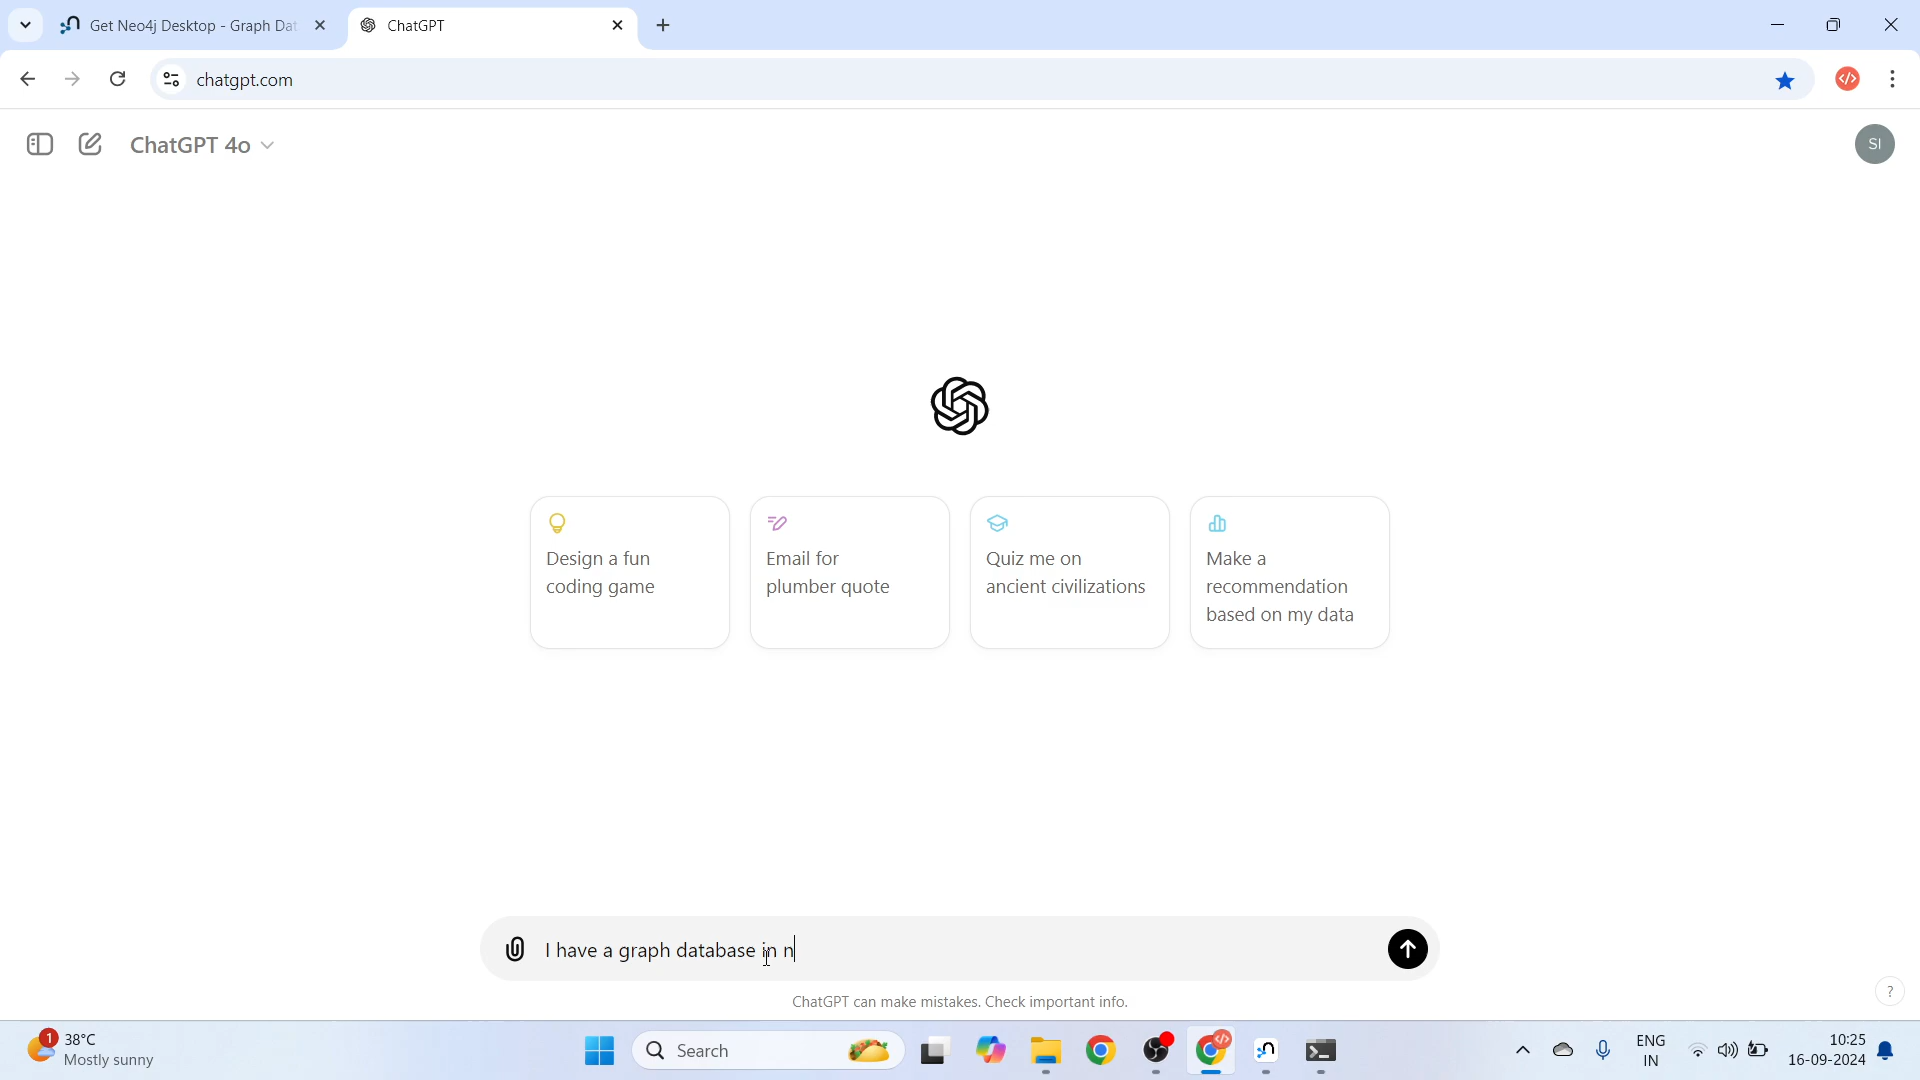 Get Neo4j Desktop - Graph Dat
ChatGPT
chatgpt.com
ChatGPT 4o
SI
Design a fun
coding game
Email for
plumber quote
Quiz me on
ancient civilizations
Make a
recommendation
based on my data
I have a graph database in n
ChatGPT can make mistakes. Check important info.
?
1
38°C
Mostly sunny
Search
ENG
IN
10:25
16-09-2024